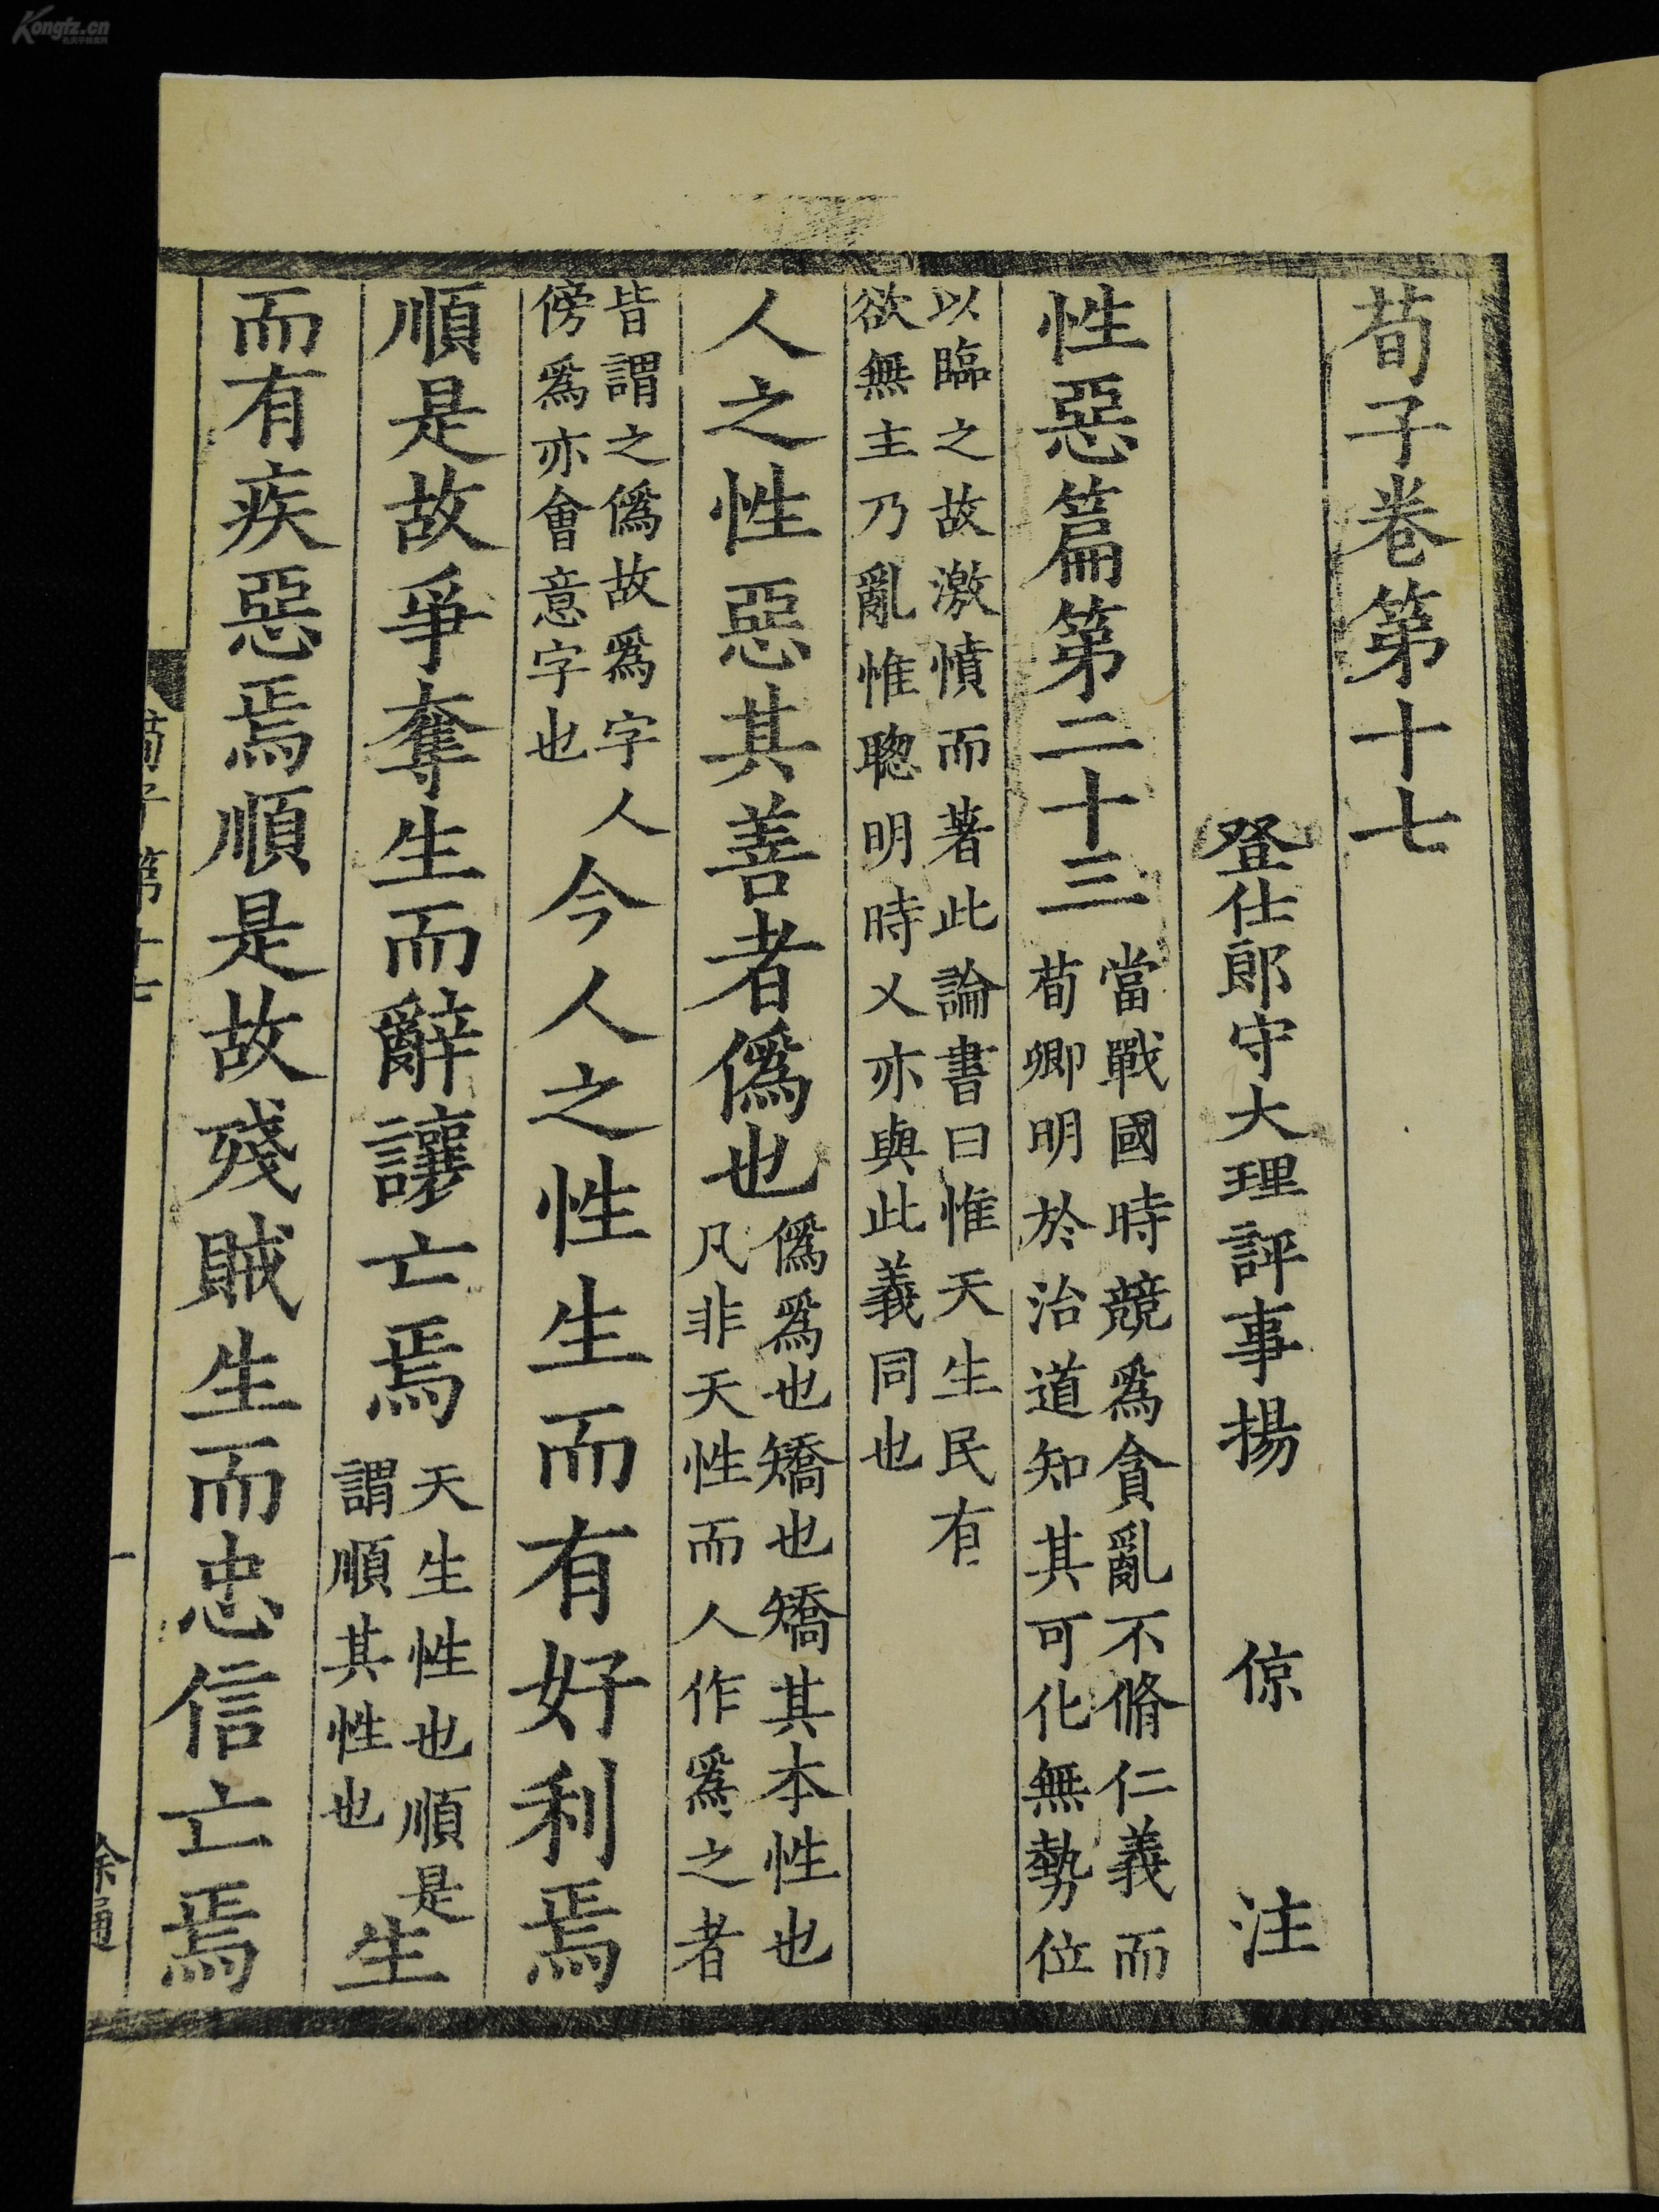 Kongfz.cn
荀子卷第十七
登仕郎守大理評事揚 倞 注
性惡篇第二十三
當戰國時競爲貪亂不脩仁義而
荀卿明於治道知其可化無勢位
以臨之故激憤而著此論書曰惟天生民有
欲無主乃亂惟聰明時乂亦與此義同也
人之性惡其善者僞也
僞爲也矯也矯其本性也
凡非天性而人作爲之者
皆謂之僞故爲字人
傍爲亦會意字也
今人之性生而有好利焉
順是故爭奪生而辭讓亡焉
天生性也順是
謂順其性也
生
而有疾惡焉順是故殘賊生而忠信亡焉
荀子第十七
一
徐通